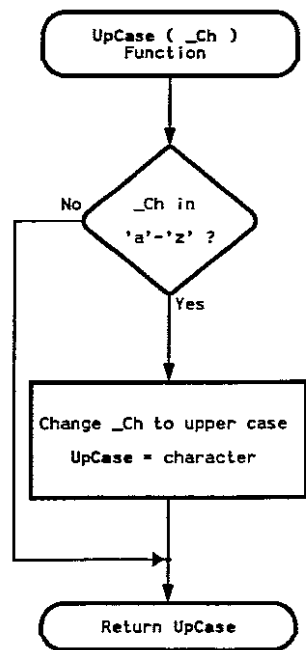 UpCase ( _Ch )
Function
No
_Ch in
'a'-'z' ?
Yes
Change _Ch to upper case
UpCase = character
Return UpCase